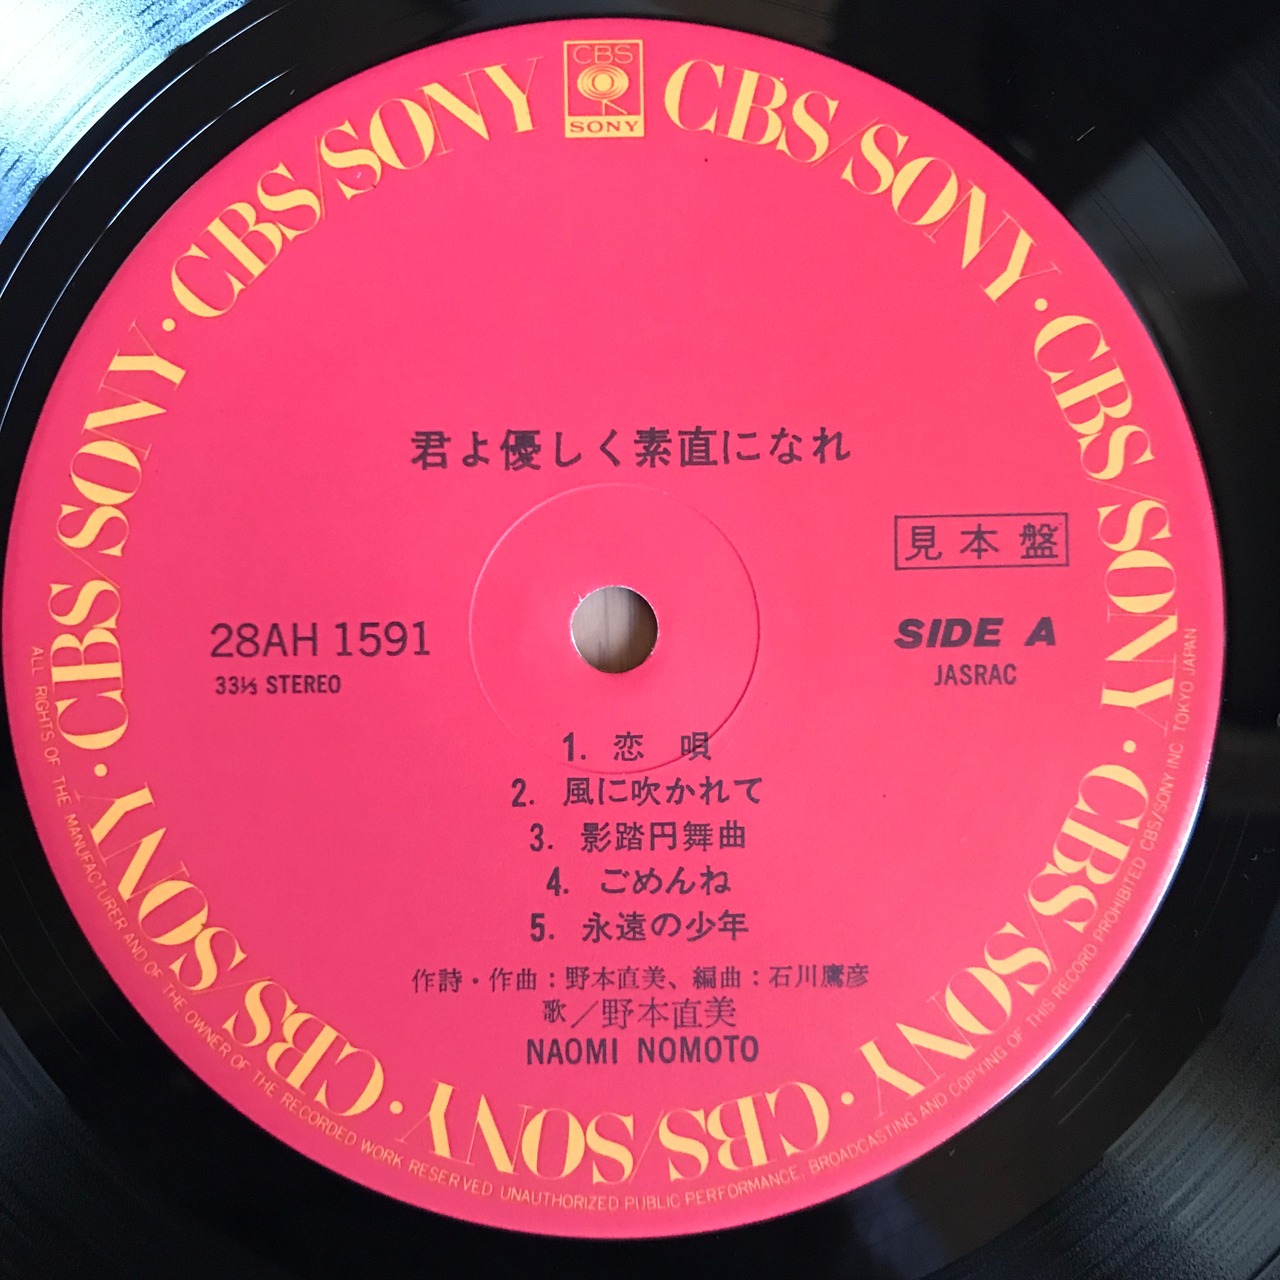 CBS
SONY
CBS/SONY · CBS/SONY · CBS/SONY · CBS/SONY · CBS/SONY · CBS/SONY · CBS/SONY · CBS/SONY
君よ優しく素直になれ
見本盤
28AH 1591
33⅓ STEREO
SIDE A
JASRAC
1. 恋　唄
2. 風に吹かれて
3. 影踏円舞曲
4. ごめんね
5. 永遠の少年
作詩・作曲：野本直美、編曲：石川鷹彦
歌／野本直美
NAOMI NOMOTO
ALL RIGHTS OF THE MANUFACTURER AND OF THE OWNER OF THE RECORDED WORK RESERVED UNAUTHORIZED PUBLIC PERFORMANCE, BROADCASTING AND COPYING OF THIS RECORD PROHIBITED CBS/SONY INC. TOKYO JAPAN